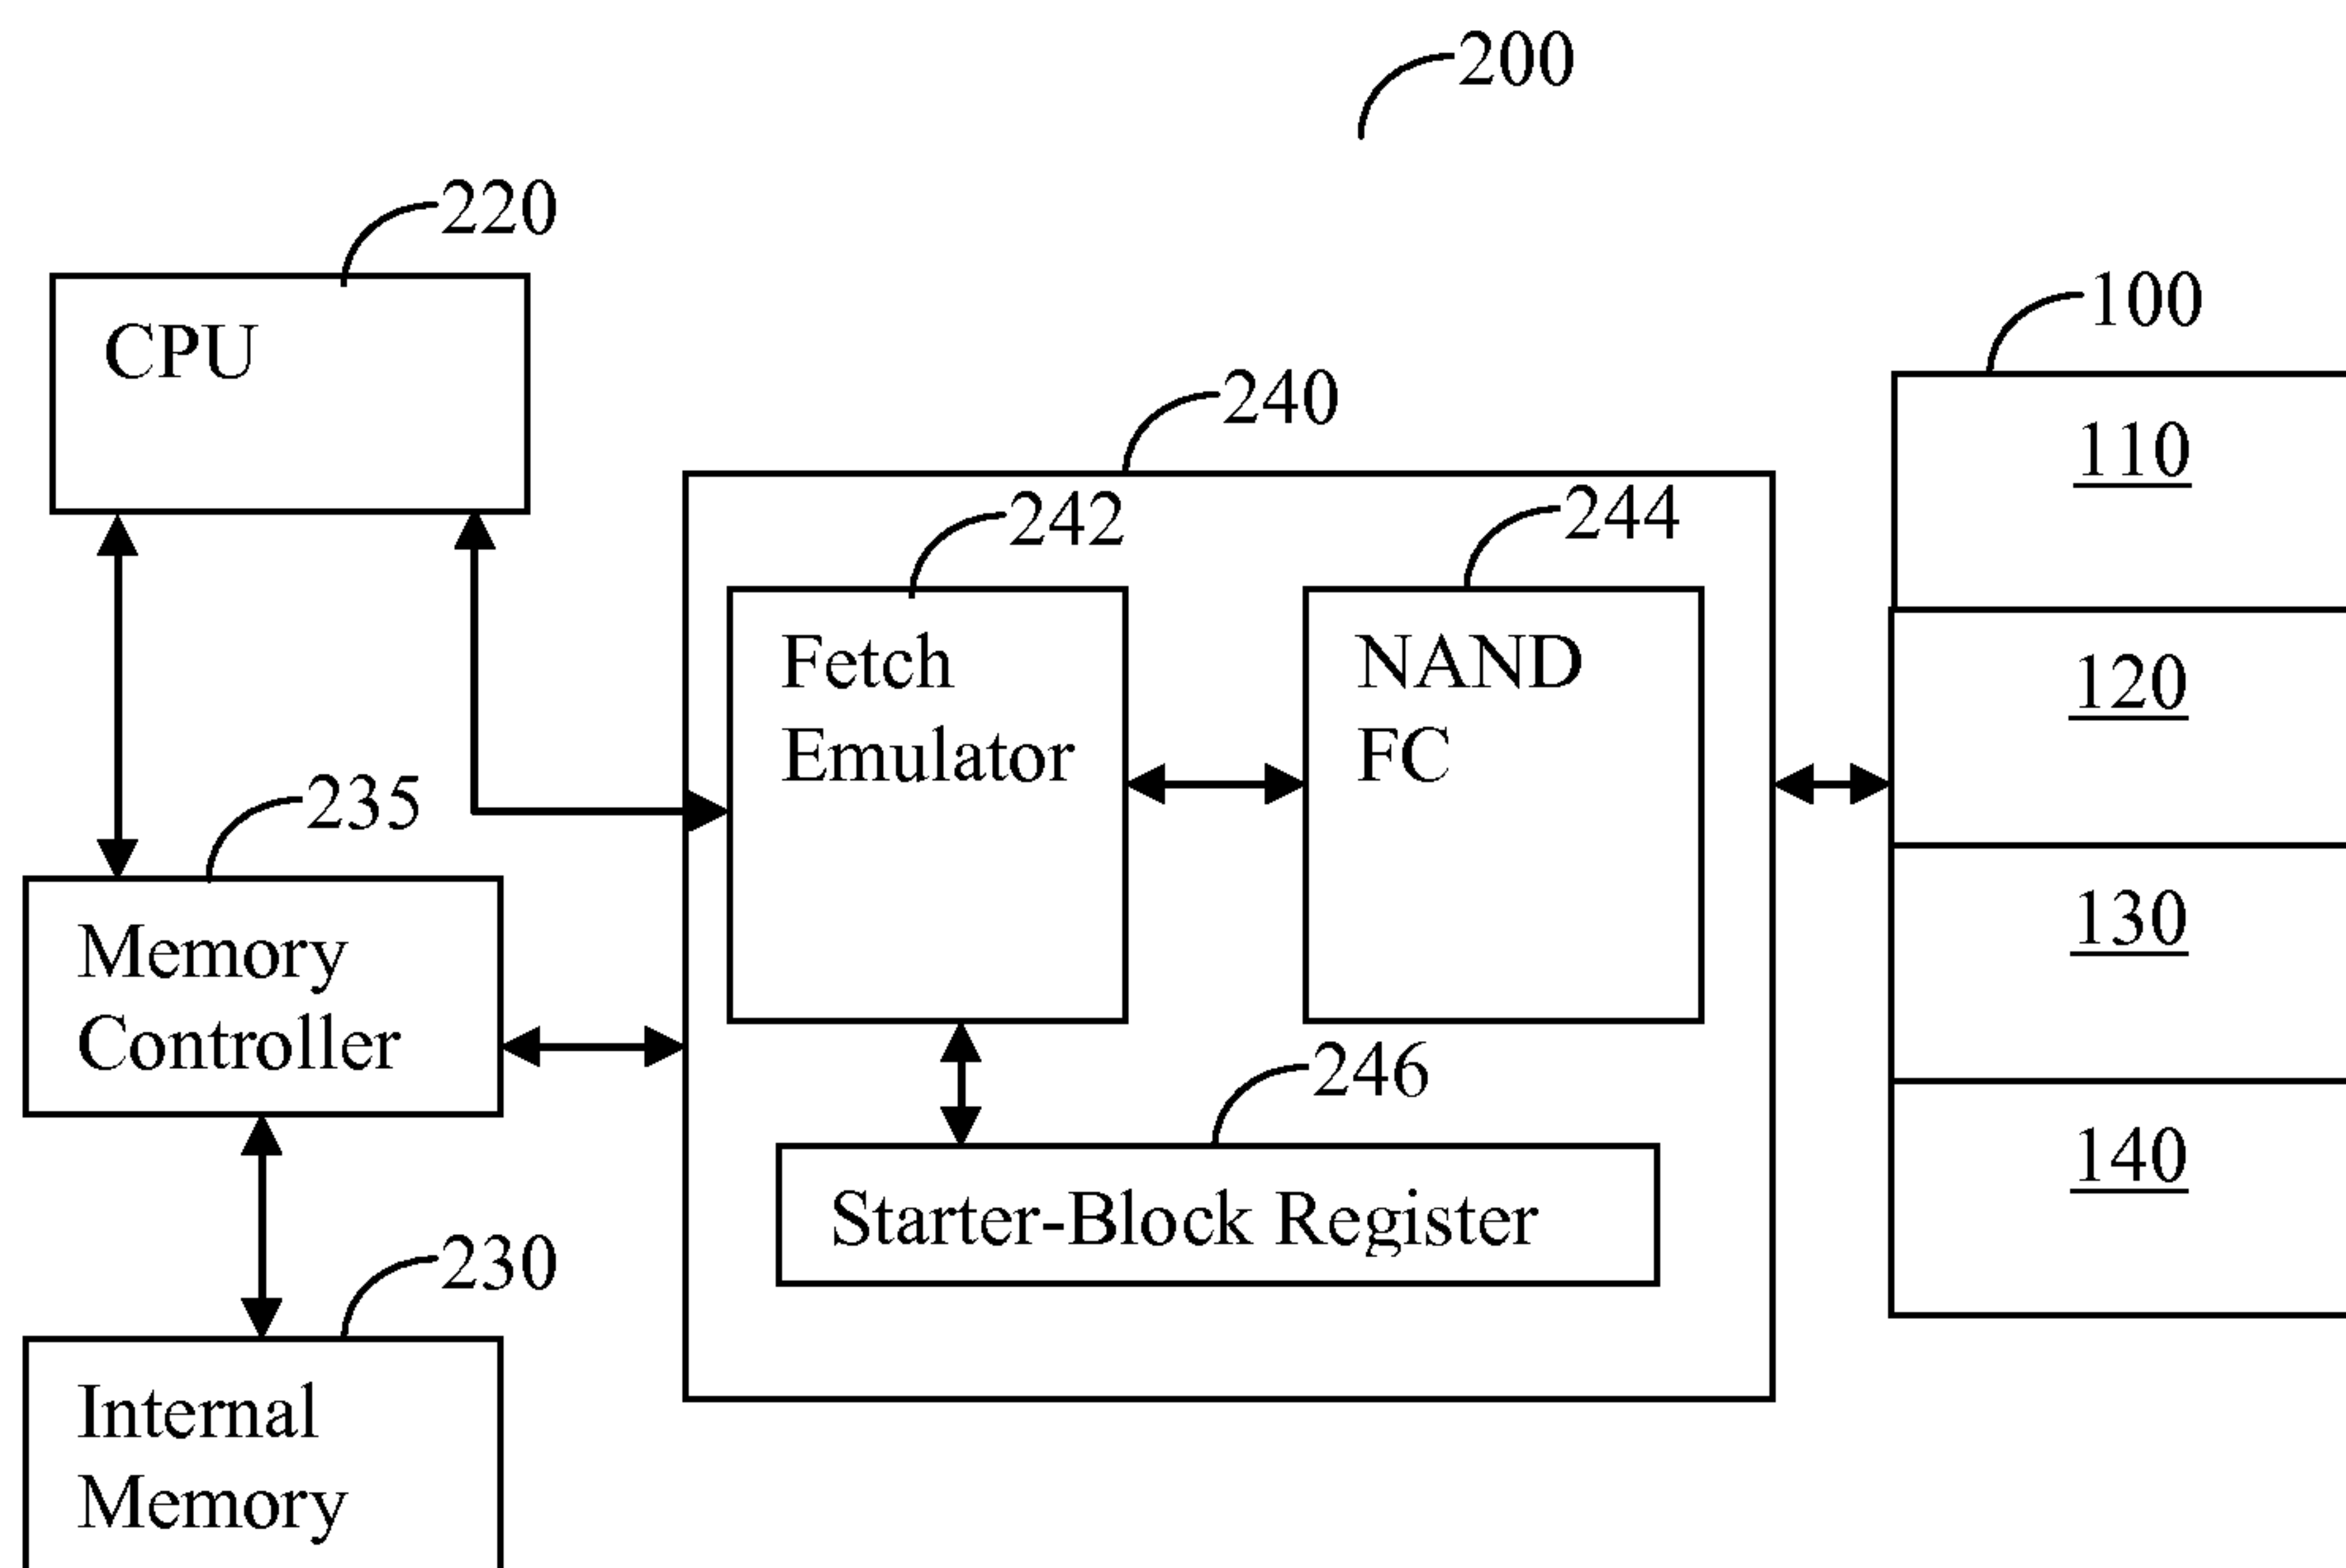 200
220
CPU
100
240
110
242
244
Fetch
Emulator
NAND
FC
120
235
130
Memory
Controller
246
140
Starter-Block Register
230
Internal
Memory